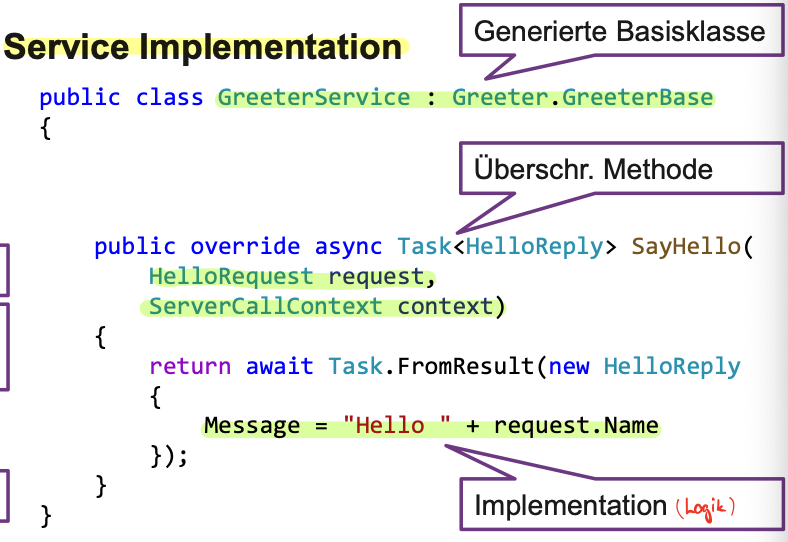 Generierte Basisklasse
Service Implementation
public class GreeterService : Greeter.GreeterBase
{
Überschr. Methode
public override async Task<HelloReply> SayHello(
HelloRequest request,
ServerCallContext context)
{
return await Task.FromResult(new HelloReply
{
Message = "Hello " + request.Name
});
}
Implementation (Logik)
}